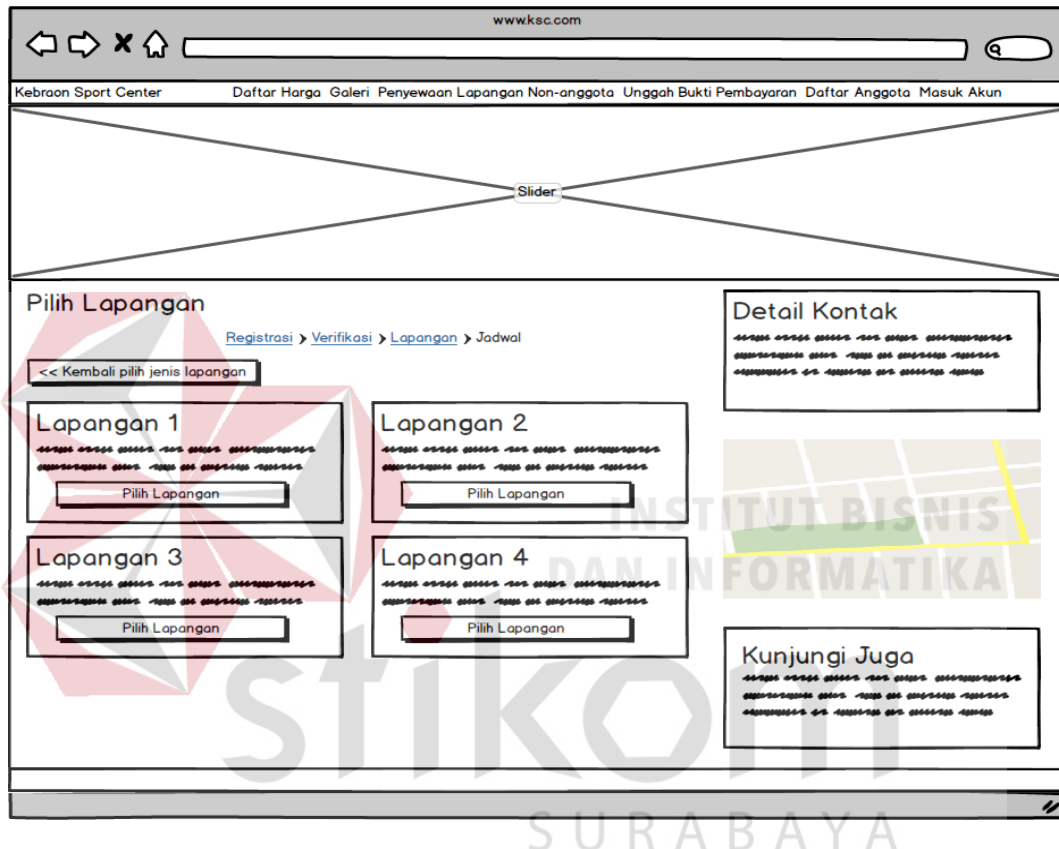 www.ksc.com
Kebraon Sport Center Daftar Harga Galeri Penyewaan Lapangan Non-anggota Unggah Bukti Pembayaran Daftar Anggota Masuk Akun
Slider
Pilih Lapangan
Registrasi > Verifikasi > Lapangan > Jadwal
<< Kembali pilih jenis lapangan
Lapangan 1
Pilih Lapangan
Lapangan 2
Pilih Lapangan
Lapangan 3
Pilih Lapangan
Lapangan 4
Pilih Lapangan
Detail Kontak
Kunjungi Juga
INSTITUT BISNIS
DAN INFORMATIKA
stikom
SURABAYA